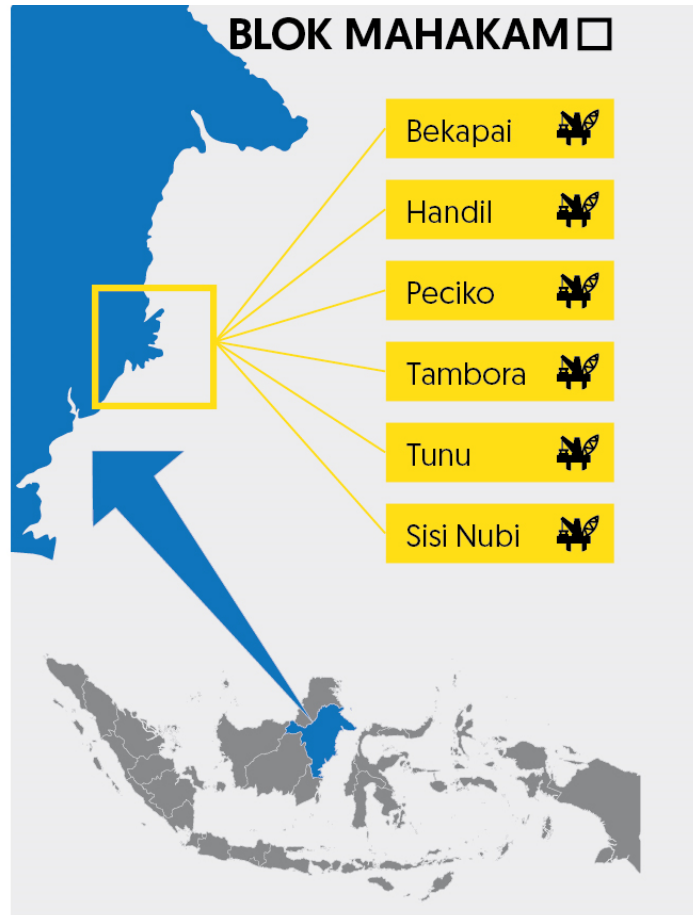 BLOK MAHAKAM
Bekapai
Handil
Peciko
Tambora
Tunu
Sisi Nubi